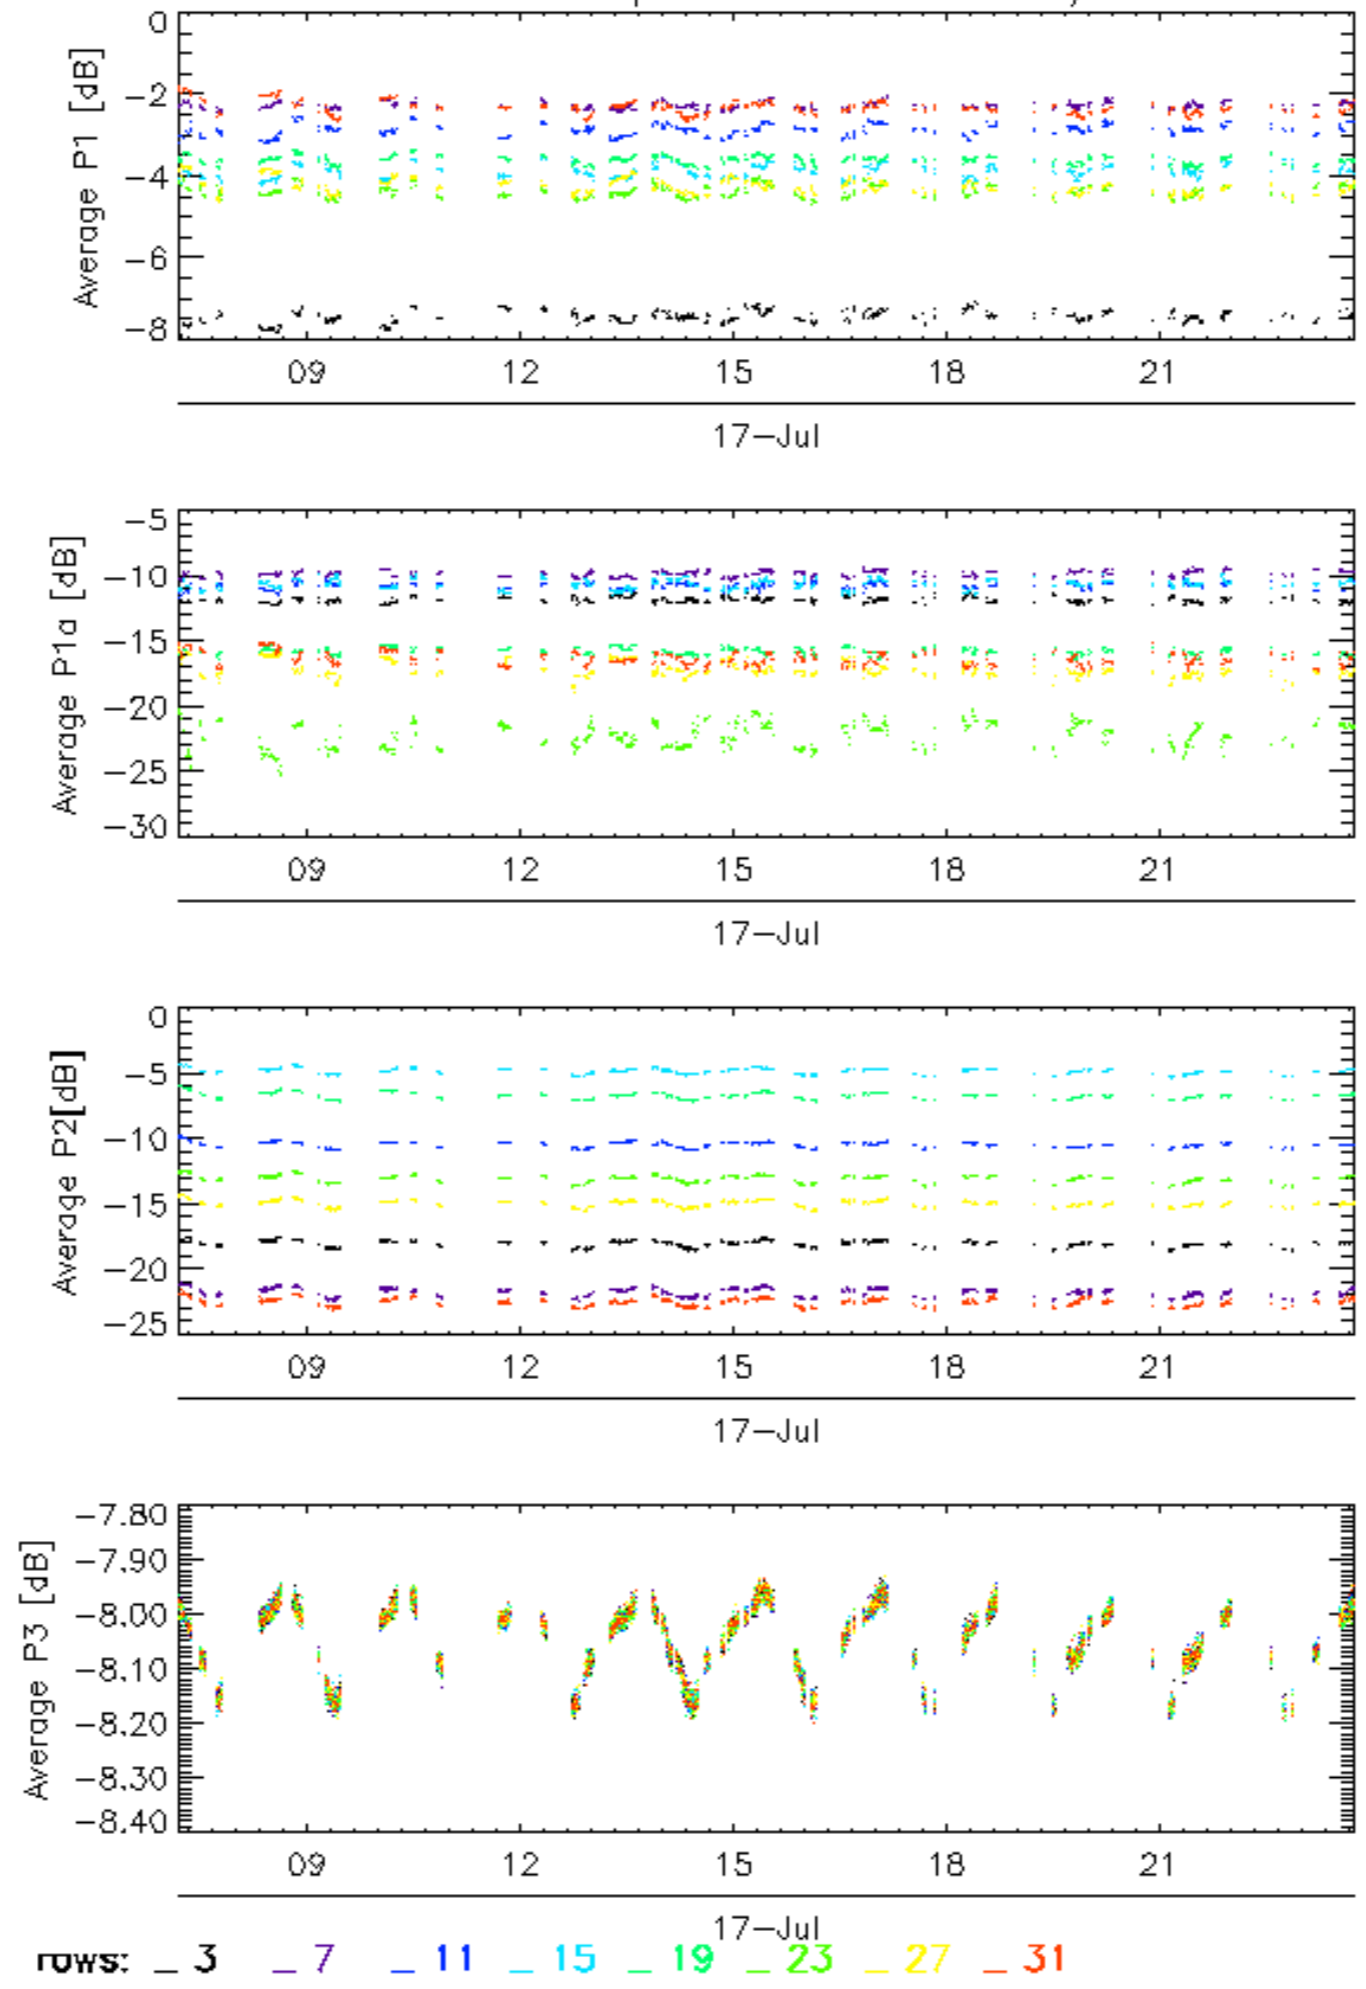 0
−2
−4
−6
−8
Average P1 [dB]
09 12 15 18 21
17−Jul
−5
−10
−15
−20
−25
−30
Average P1a [dB]
09 12 15 18 21
17−Jul
0
−5
−10
−15
−20
−25
Average P2[dB]
09 12 15 18 21
17−Jul
−7.80
−7.90
−8.00
−8.10
−8.20
−8.30
−8.40
Average P3 [dB]
09 12 15 18 21
17−Jul
rows: _ 3 _ 7 _ 11 _ 15 _ 19 _ 23 _ 27 _ 31